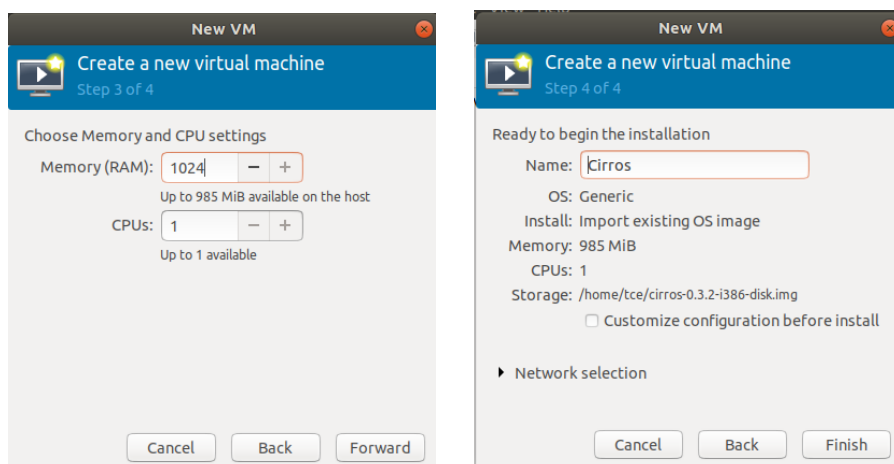 New VM
Create a new virtual machine
Step 3 of 4
Choose Memory and CPU settings
Memory (RAM): 1024 − +
Up to 985 MiB available on the host
CPUs: 1 − +
Up to 1 available
Cancel Back Forward
New VM
Create a new virtual machine
Step 4 of 4
Ready to begin the installation
Name: Cirros
OS: Generic
Install: Import existing OS image
Memory: 985 MiB
CPUs: 1
Storage: /home/tce/cirros-0.3.2-i386-disk.img
Customize configuration before install
Network selection
Cancel Back Finish